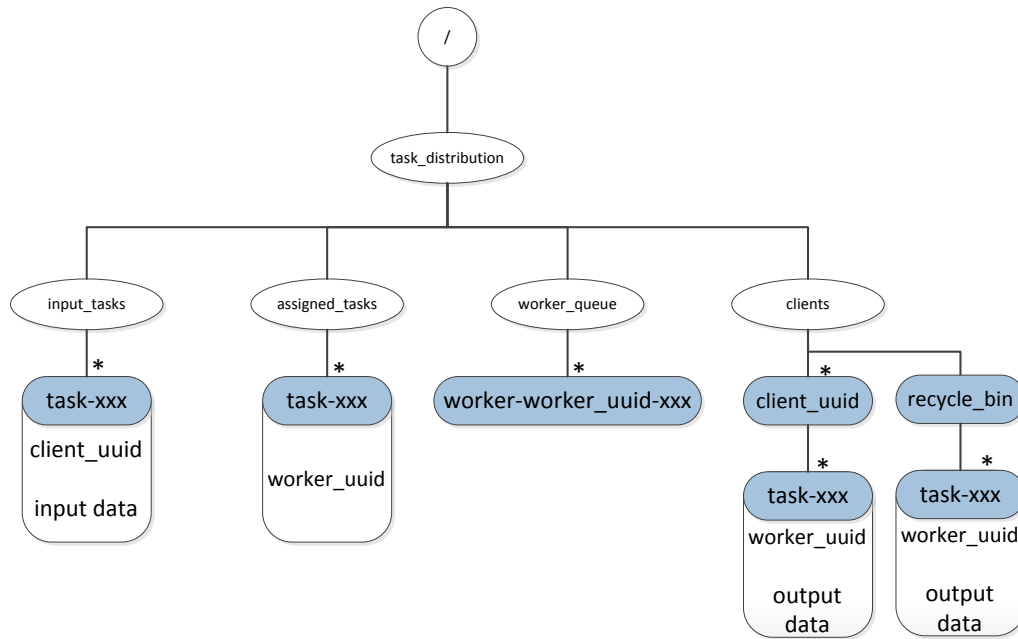 /
task_distribution
input_tasks
assigned_tasks
worker_queue
clients
*
*
*
*
task-xxx
task-xxx
worker-worker_uuid-xxx
client_uuid
recycle_bin
client_uuid
input data
worker_uuid
*
*
task-xxx
task-xxx
worker_uuid
worker_uuid
output
data
output
data